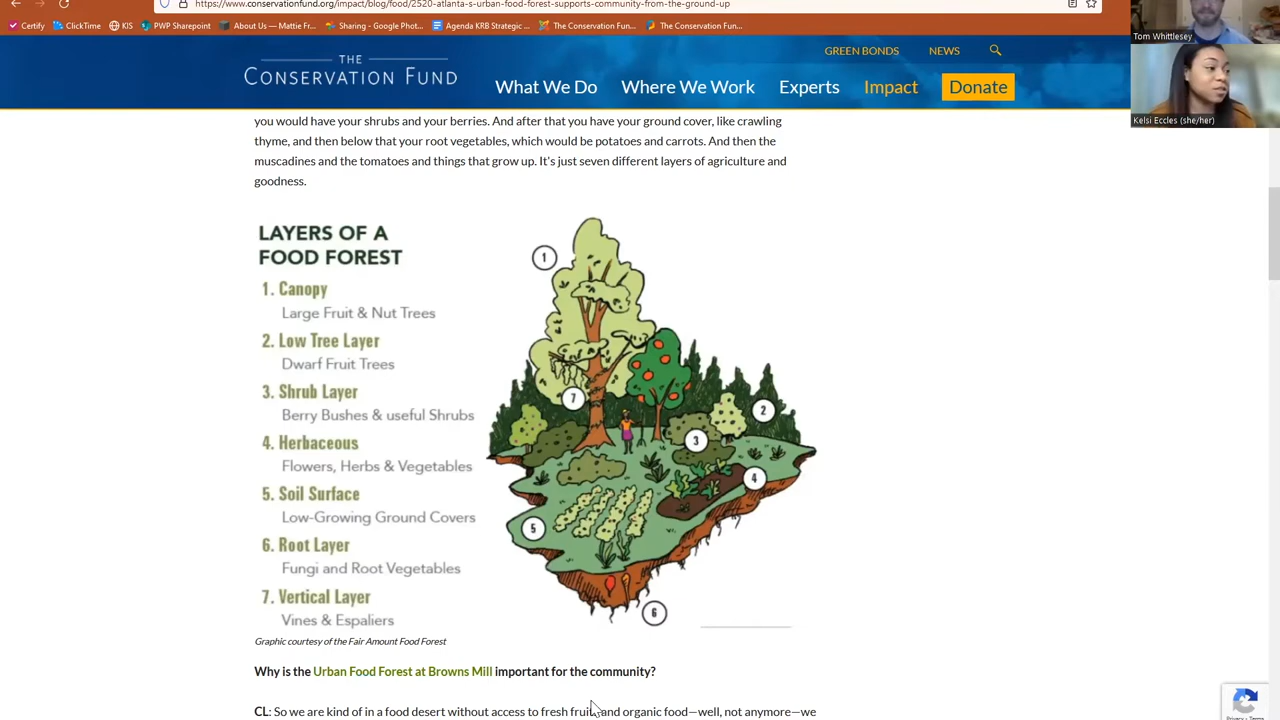 https://www.conservationfund.org/impact/blog/food/2520-atlanta-s-urban-food-forest-supports-community-from-the-ground-up
Certify
ClickTime
KIS
PWP Sharepoint
About Us — Mattie Fr...
Sharing - Google Phot...
Agenda KRB Strategic ...
The Conservation Fun...
The Conservation Fun...
Tom Whittlesey
Kelsi Eccles (she/her)
GREEN BONDS
NEWS
THE
CONSERVATION FUND
What We Do
Where We Work
Experts
Impact
Donate
you would have your shrubs and your berries. And after that you have your ground cover, like crawling
thyme, and then below that your root vegetables, which would be potatoes and carrots. And then the
muscadines and the tomatoes and things that grow up. It's just seven different layers of agriculture and
goodness.
LAYERS OF A
FOOD FOREST
1. Canopy
Large Fruit & Nut Trees
2. Low Tree Layer
Dwarf Fruit Trees
3. Shrub Layer
Berry Bushes & useful Shrubs
4. Herbaceous
Flowers, Herbs & Vegetables
5. Soil Surface
Low-Growing Ground Covers
6. Root Layer
Fungi and Root Vegetables
7. Vertical Layer
Vines & Espaliers
1
7
2
3
4
5
6
Graphic courtesy of the Fair Amount Food Forest
Why is the Urban Food Forest at Browns Mill important for the community?
CL: So we are kind of in a food desert without access to fresh fruit and organic food—well, not anymore—we
Privacy - Terms